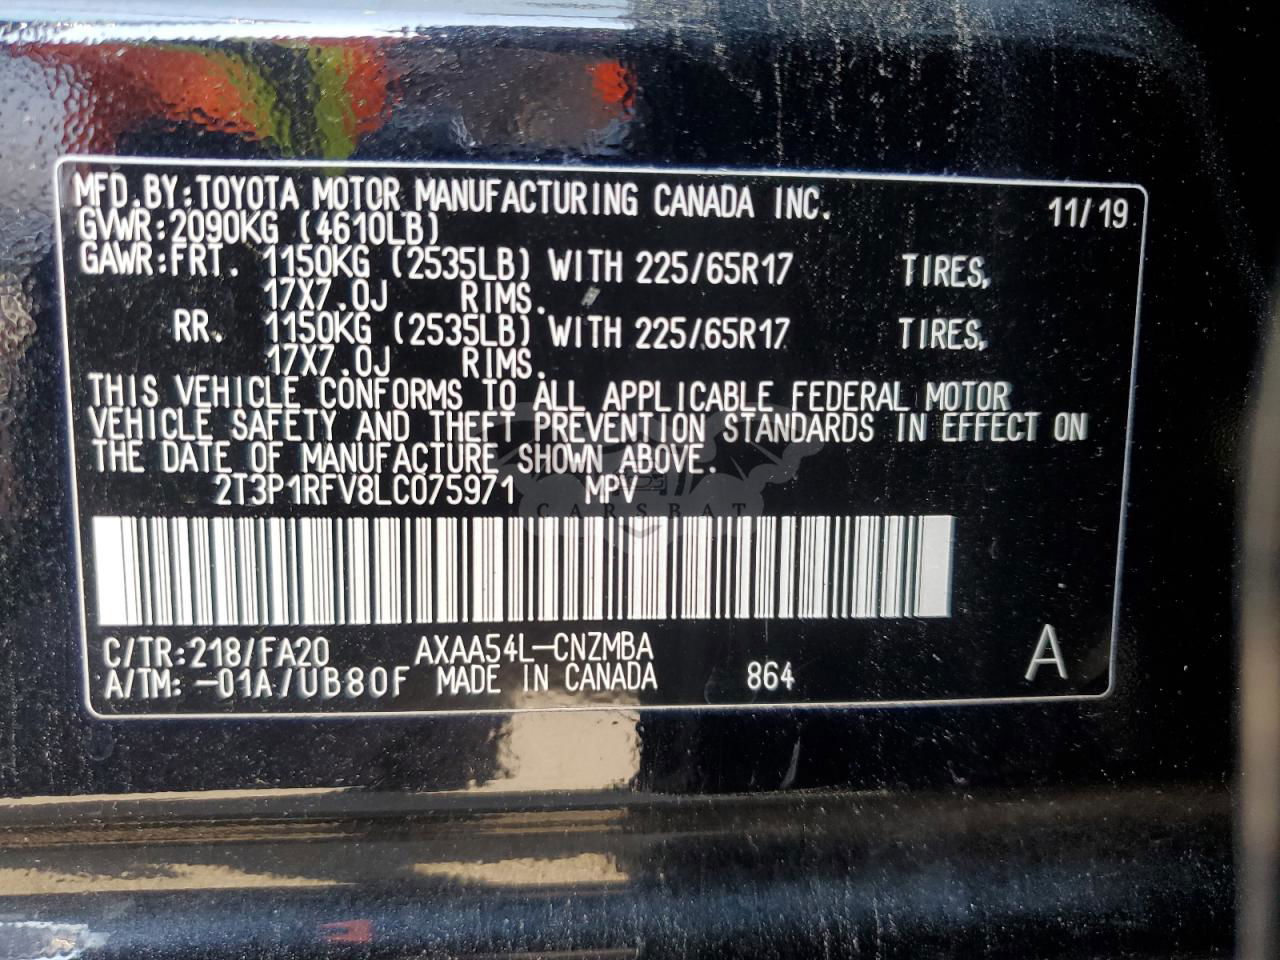 MFD.BY:TOYOTA MOTOR MANUFACTURING CANADA INC. 11/19
GVWR:2090KG (4610LB)
GAWR:FRT. 1150KG (2535LB) WITH 225/65R17 TIRES,
17X7.0J RIMS.
RR. 1150KG (2535LB) WITH 225/65R17 TIRES,
17X7.0J RIMS.
THIS VEHICLE CONFORMS TO ALL APPLICABLE FEDERAL MOTOR
VEHICLE SAFETY AND THEFT PREVENTION STANDARDS IN EFFECT ON
THE DATE OF MANUFACTURE SHOWN ABOVE.
2T3P1RFV8LC075971 MPV
CARSBAT
C/TR:218/FA20 AXAA54L-CNZMBA
A/TM:-01A/UB80F MADE IN CANADA 864 A